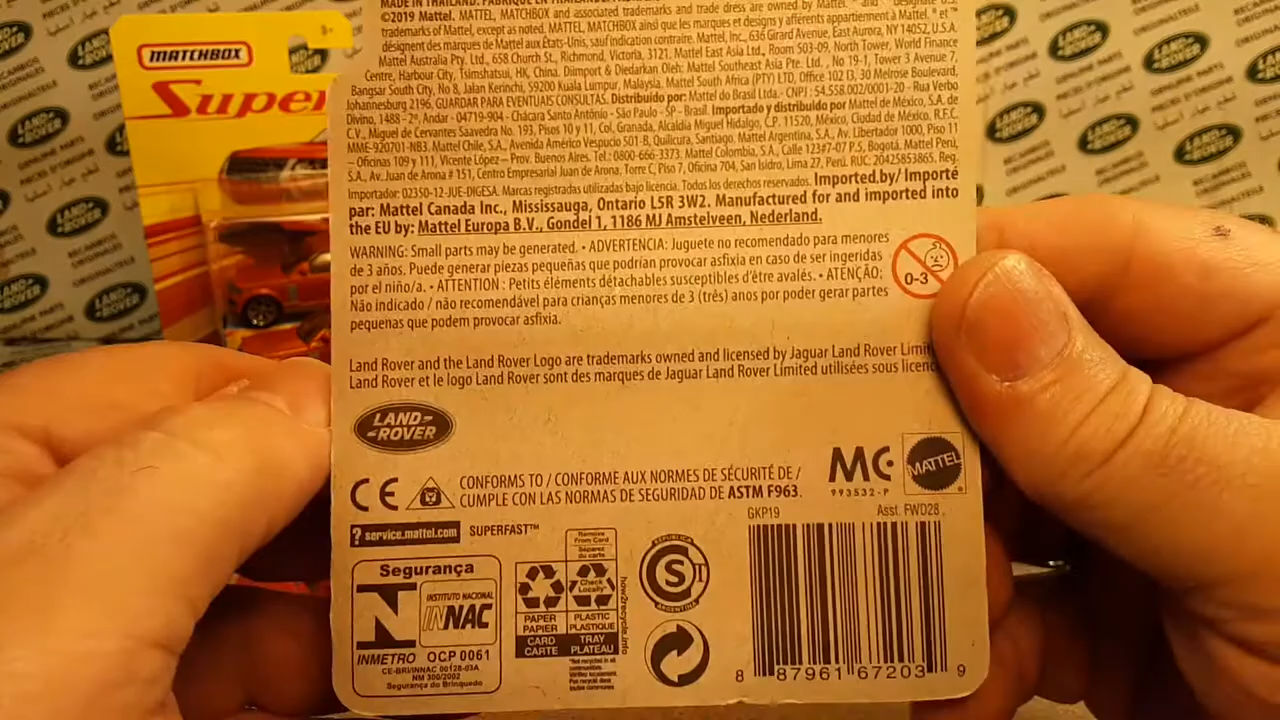 MADE IN THAILAND.
©2019 Mattel. MATTEL, MATCHBOX and associated trademarks and trade dress are owned by Mattel
trademarks of Mattel, except as noted. MATTEL, MATCHBOX ainsi que les marques et designs y afférents appartiennent à Mattel. ® et ™
désignent des marques de Mattel aux États-Unis, sauf indication contraire. Mattel, Inc., 636 Girard Avenue, East Aurora, NY 14052, U.S.A.
Mattel Australia Pty. Ltd., 658 Church St., Richmond, Victoria, 3121. Mattel East Asia Ltd., Room 503-09, North Tower, World Finance
Centre, Harbour City, Tsimshatsui, HK, China. Diimport & Diedarkan Oleh: Mattel Southeast Asia Pte. Ltd., No 19-1, Tower 3 Avenue 7,
Bangsar South City, No 8, Jalan Kerinchi, 59200 Kuala Lumpur, Malaysia. Mattel South Africa (PTY) LTD, Office 102 I3, 30 Melrose Boulevard,
Johannesburg 2196. GUARDAR PARA EVENTUAIS CONSULTAS. Distribuído por: Mattel do Brasil Ltda.- CNPJ : 54.558.002/0001-20 - Rua Verbo
Divino, 1488 - 2º. Andar - 04719-904 - Chácara Santo Antônio - São Paulo - SP - Brasil. Importado y distribuido por Mattel de México, S.A. de
C.V., Miguel de Cervantes Saavedra No. 193, Pisos 10 y 11, Col. Granada, Alcaldía Miguel Hidalgo, C.P. 11520, México, Ciudad de México. R.F.C.
MME-920701-NB3. Mattel Chile, S.A., Avenida Américo Vespucio 501-B, Quilicura, Santiago. Mattel Argentina, S.A., Av. Libertador 1000, Piso 11
– Oficinas 109 y 111, Vicente López – Prov. Buenos Aires. Tel.: 0800-666-3373. Mattel Colombia, S.A., Calle 123#7-07 P.5, Bogotá. Mattel Perú,
S.A., Av. Juan de Arona # 151, Centro Empresarial Juan de Arona, Torre C, Piso 7, Oficina 704, San Isidro, Lima 27, Perú. RUC: 20425853865. Reg.
Importador: 02350-12-JUE-DIGESA. Marcas registradas utilizadas bajo licencia. Todos los derechos reservados. Imported by/ Importé
par: Mattel Canada Inc., Mississauga, Ontario L5R 3W2. Manufactured for and imported into
the EU by: Mattel Europa B.V., Gondel 1, 1186 MJ Amstelveen, Nederland.
WARNING: Small parts may be generated. • ADVERTENCIA: Juguete no recomendado para menores
de 3 años. Puede generar piezas pequeñas que podrían provocar asfixia en caso de ser ingeridas
por el niño/a. • ATTENTION : Petits éléments détachables susceptibles d'être avalés. • ATENÇÃO:
Não indicado / não recomendável para crianças menores de 3 (três) anos por poder gerar partes
pequenas que podem provocar asfixia.
0-3
Land Rover and the Land Rover Logo are trademarks owned and licensed by Jaguar Land Rover
Land Rover et le logo Land Rover sont des marques de Jaguar Land Rover Limited utilisées sous
LAND-
-ROVER
CE
CONFORMS TO / CONFORME AUX NORMES DE SÉCURITÉ DE /
CUMPLE CON LAS NORMAS DE SEGURIDAD DE ASTM F963.
MC
993532-P
MATTEL
? service.mattel.com SUPERFAST™
GKP19 Asst. FWD28
Segurança
INSTITUTO NACIONAL
INNAC
INMETRO OCP 0061
CE-BRI/INNAC 00128-03A
NM 300/2002
Segurança do Brinquedo
Remove
From Card
Séparez
du carte
Check
Locally*
PAPER
PAPIER
PLASTIC
PLASTIQUE
CARD
CARTE
TRAY
PLATEAU
how2recycle.info
REPUBLICA
S
ARGENTINA
8 87961 67203 9
MATCHBOX
Super
LAND-
-ROVER
RECAMBIOS
ORIGINALES
GENUINE PARTS
PIÈCES D'ORIGINE